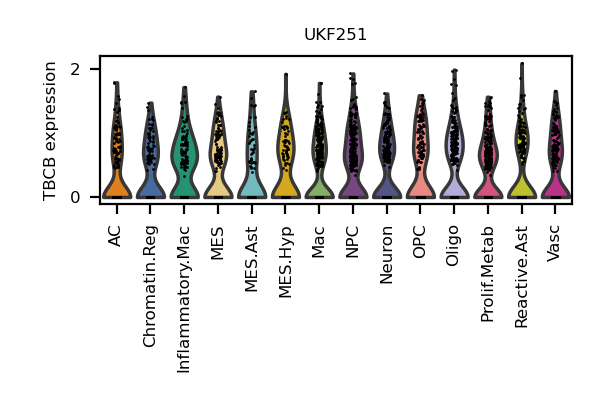 UKF251
TBCB expression
2
0
AC
Chromatin.Reg
Inflammatory.Mac
MES
MES.Ast
MES.Hyp
Mac
NPC
Neuron
OPC
Oligo
Prolif.Metab
Reactive.Ast
Vasc